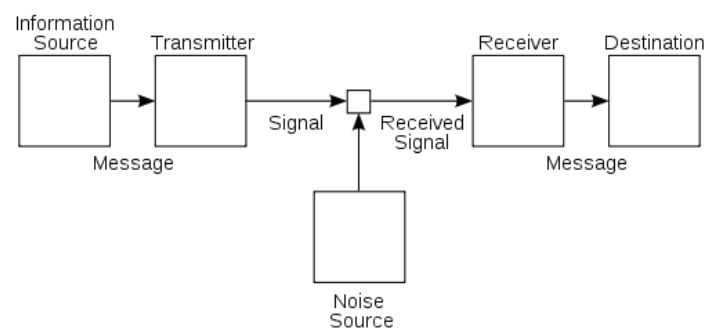 Information
Source
Transmitter
Receiver
Destination
Signal
Received
Signal
Message
Message
Noise
Source